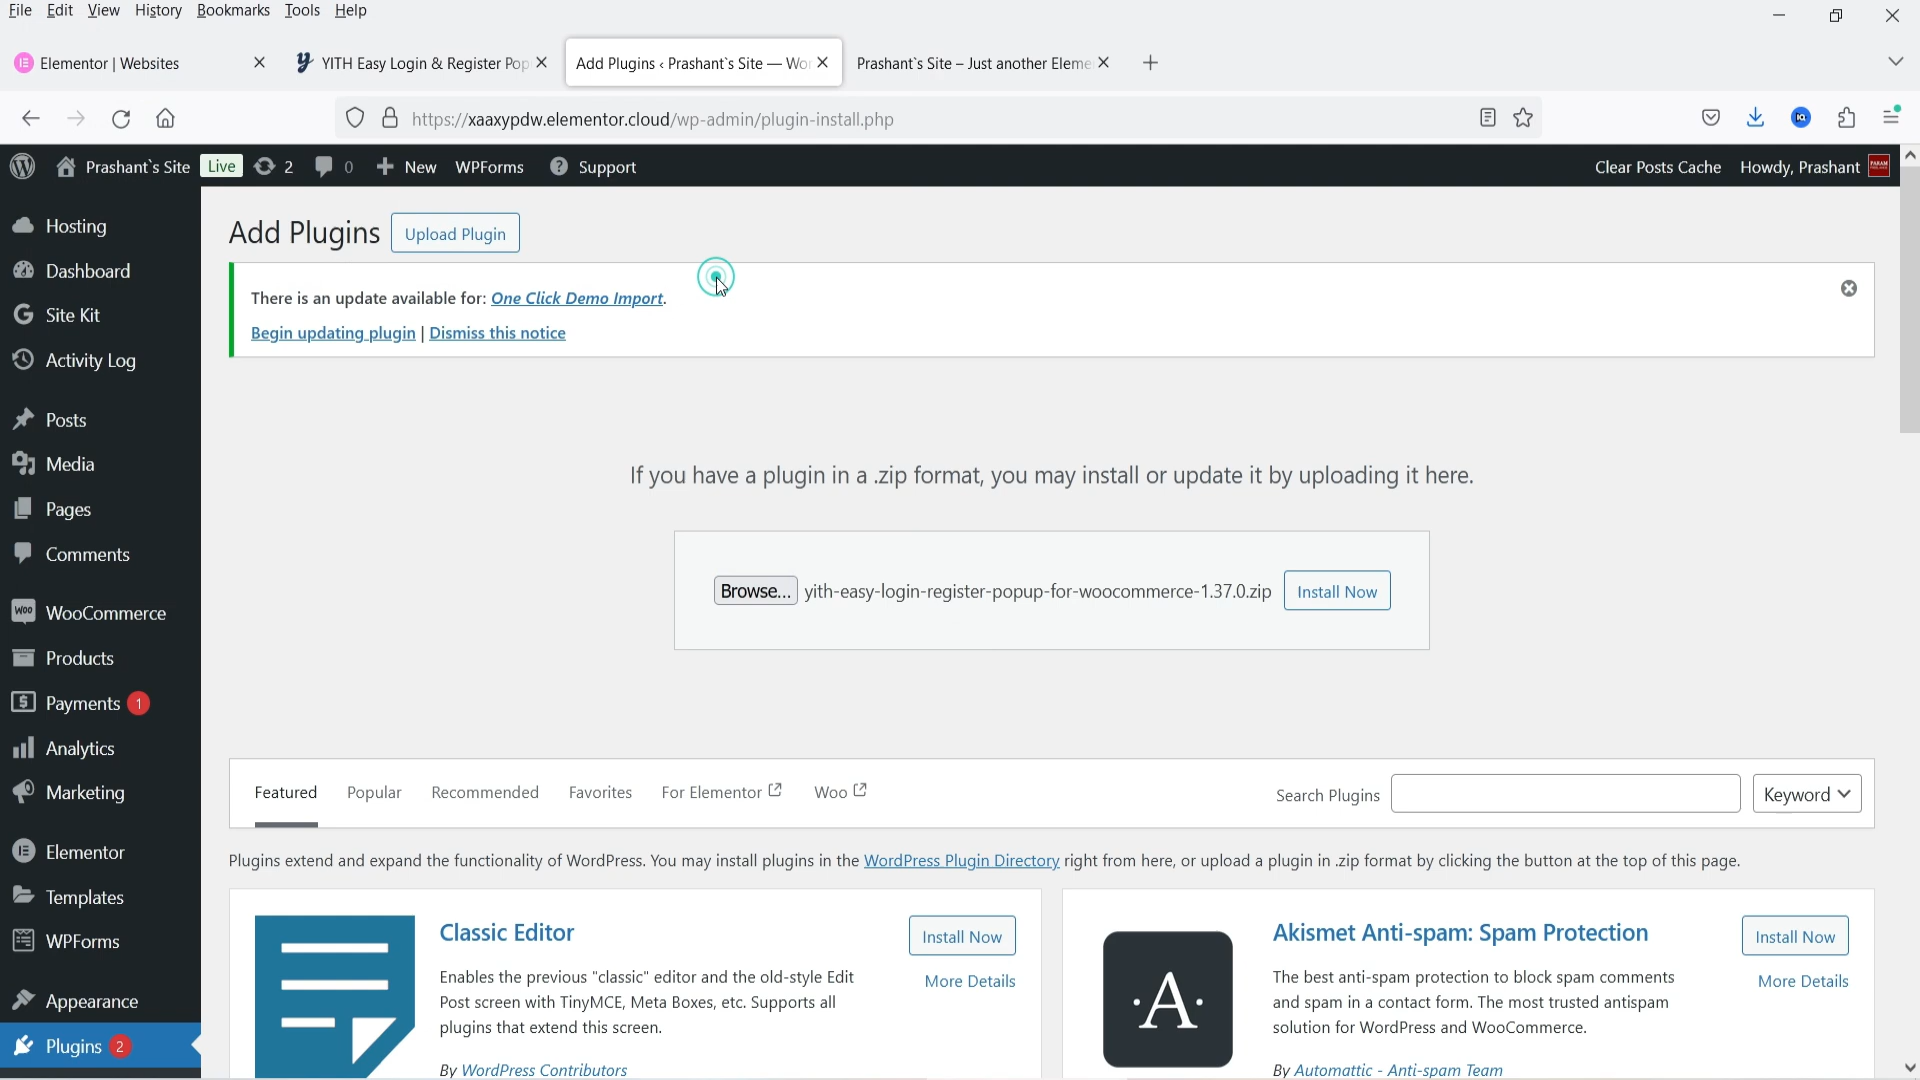 File Edit View History Bookmarks Tools Help
Elementor | Websites
YITH Easy Login & Register Pop
Add Plugins ‹ Prashant`s Site — Wo
Prashant`s Site – Just another Eleme
https://xaaxypdw.elementor.cloud/wp-admin/plugin-install.php
Prashant`s Site Live 2 0 New WPForms Support Clear Posts Cache Howdy, Prashant
Hosting
Dashboard
Site Kit
Activity Log
Posts
Media
Pages
Comments
WooCommerce
Products
Payments 1
Analytics
Marketing
Elementor
Templates
WPForms
Appearance
Plugins 2
Add Plugins Upload Plugin
There is an update available for: One Click Demo Import.
Begin updating plugin | Dismiss this notice
If you have a plugin in a .zip format, you may install or update it by uploading it here.
Browse... yith-easy-login-register-popup-for-woocommerce-1.37.0.zip Install Now
Featured Popular Recommended Favorites For Elementor Woo Search Plugins Keyword
Plugins extend and expand the functionality of WordPress. You may install plugins in the WordPress Plugin Directory right from here, or upload a plugin in .zip format by clicking the button at the top of this page.
Classic Editor
Install Now
More Details
Enables the previous "classic" editor and the old-style Edit
Post screen with TinyMCE, Meta Boxes, etc. Supports all
plugins that extend this screen.
By WordPress Contributors
·A·
Akismet Anti-spam: Spam Protection
Install Now
More Details
The best anti-spam protection to block spam comments
and spam in a contact form. The most trusted antispam
solution for WordPress and WooCommerce.
By Automattic - Anti-spam Team